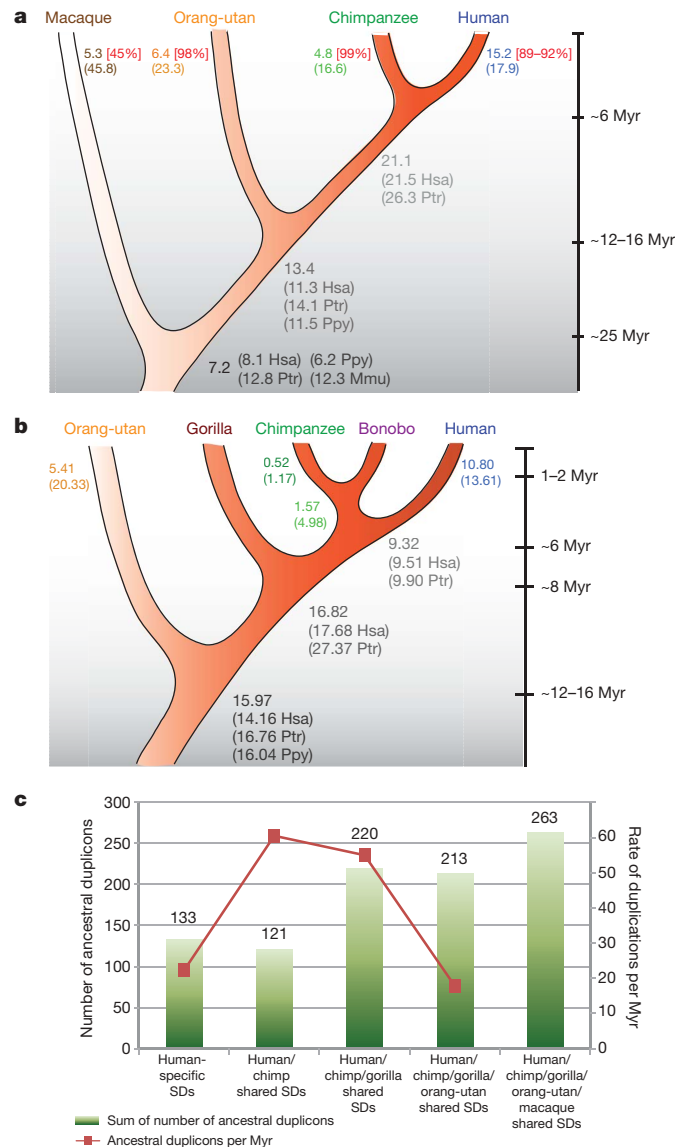 a
Macaque Orang-utan Chimpanzee Human
5.3 [45%] 6.4 [98%] 4.8 [99%] 15.2 [89–92%]
(45.8) (23.3) (16.6) (17.9)
~6 Myr
21.1
(21.5 Hsa)
(26.3 Ptr)
~12–16 Myr
13.4
(11.3 Hsa)
(14.1 Ptr)
(11.5 Ppy)
~25 Myr
7.2 (8.1 Hsa) (6.2 Ppy)
(12.8 Ptr) (12.3 Mmu)
b
Orang-utan Gorilla Chimpanzee Bonobo Human
5.41 0.52 10.80
(20.33) (1.17) (13.61)
1–2 Myr
1.57
(4.98)
9.32
(9.51 Hsa)
(9.90 Ptr)
~6 Myr
~8 Myr
16.82
(17.68 Hsa)
(27.37 Ptr)
~12–16 Myr
15.97
(14.16 Hsa)
(16.76 Ptr)
(16.04 Ppy)
c
Number of ancestral duplicons
300
250
200
150
100
50
0
133
121
220
213
263
60
50
40
30
20
10
0
Rate of duplications per Myr
Human-
specific
SDs
Human/
chimp
shared SDs
Human/
chimp/gorilla
shared
SDs
Human/
chimp/gorilla/
orang-utan
shared SDs
Human/
chimp/gorilla/
orang-utan/
macaque
shared SDs
Sum of number of ancestral duplicons
Ancestral duplicons per Myr